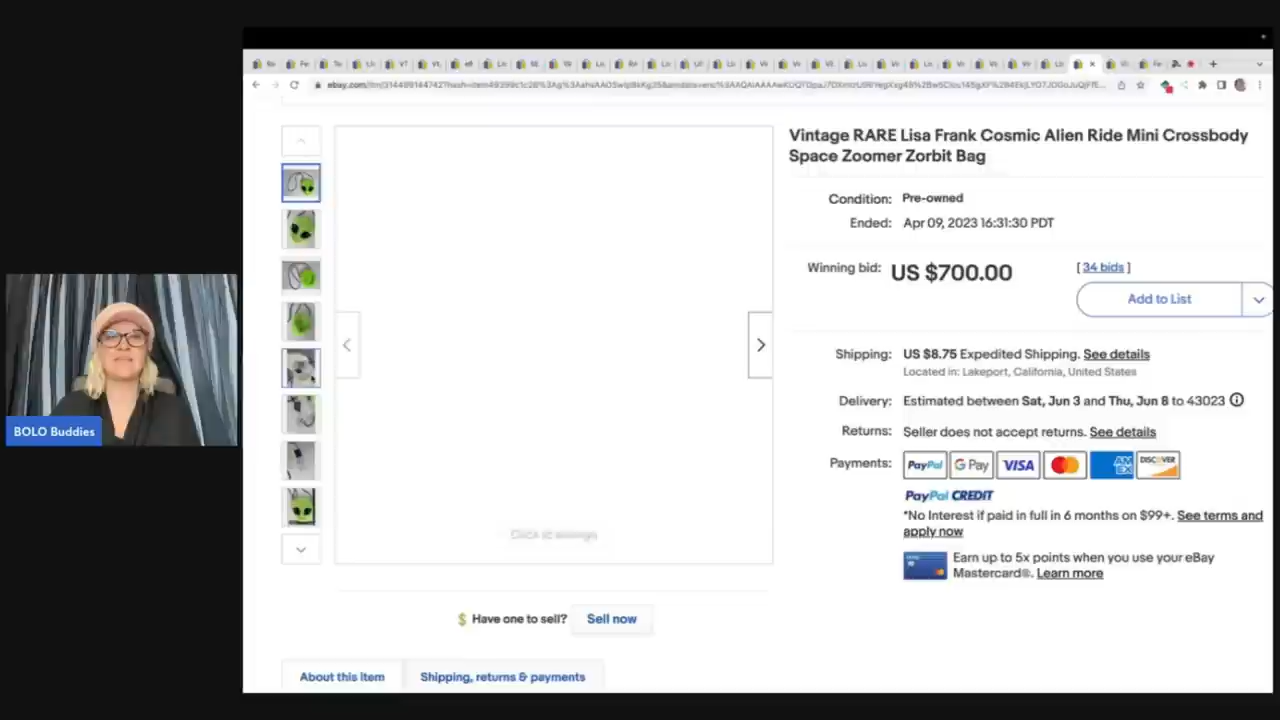 Vintage RARE Lisa Frank Cosmic Alien Ride Mini Crossbody
Space Zoomer Zorbit Bag
Condition: Pre-owned
Ended: Apr 09, 2023 16:31:30 PDT
Winning bid: US $700.00 [ 34 bids ]
Add to List
Shipping: US $8.75 Expedited Shipping. See details
Located in: Lakeport, California, United States
Delivery: Estimated between Sat, Jun 3 and Thu, Jun 8 to 43023
Returns: Seller does not accept returns. See details
Payments: PayPal G Pay VISA AM EX DISCOVER
PayPal CREDIT
*No Interest if paid in full in 6 months on $99+. See terms and
apply now
Earn up to 5x points when you use your eBay
Mastercard®. Learn more
BOLO Buddies
$ Have one to sell? Sell now
About this item
Shipping, returns & payments